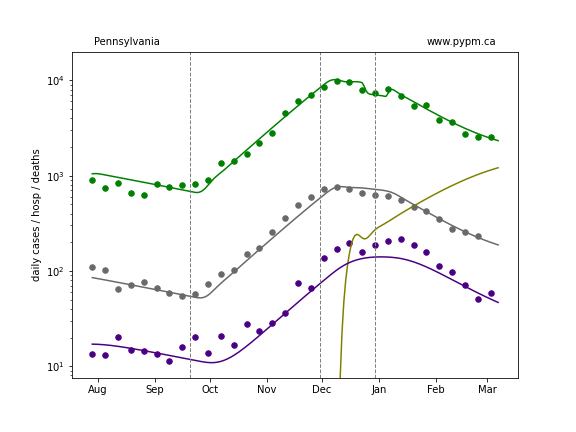 Pennsylvania www.pypm.ca
daily cases / hosp / deaths
10⁴
10³
10²
10¹
Aug Sep Oct Nov Dec Jan Feb Mar